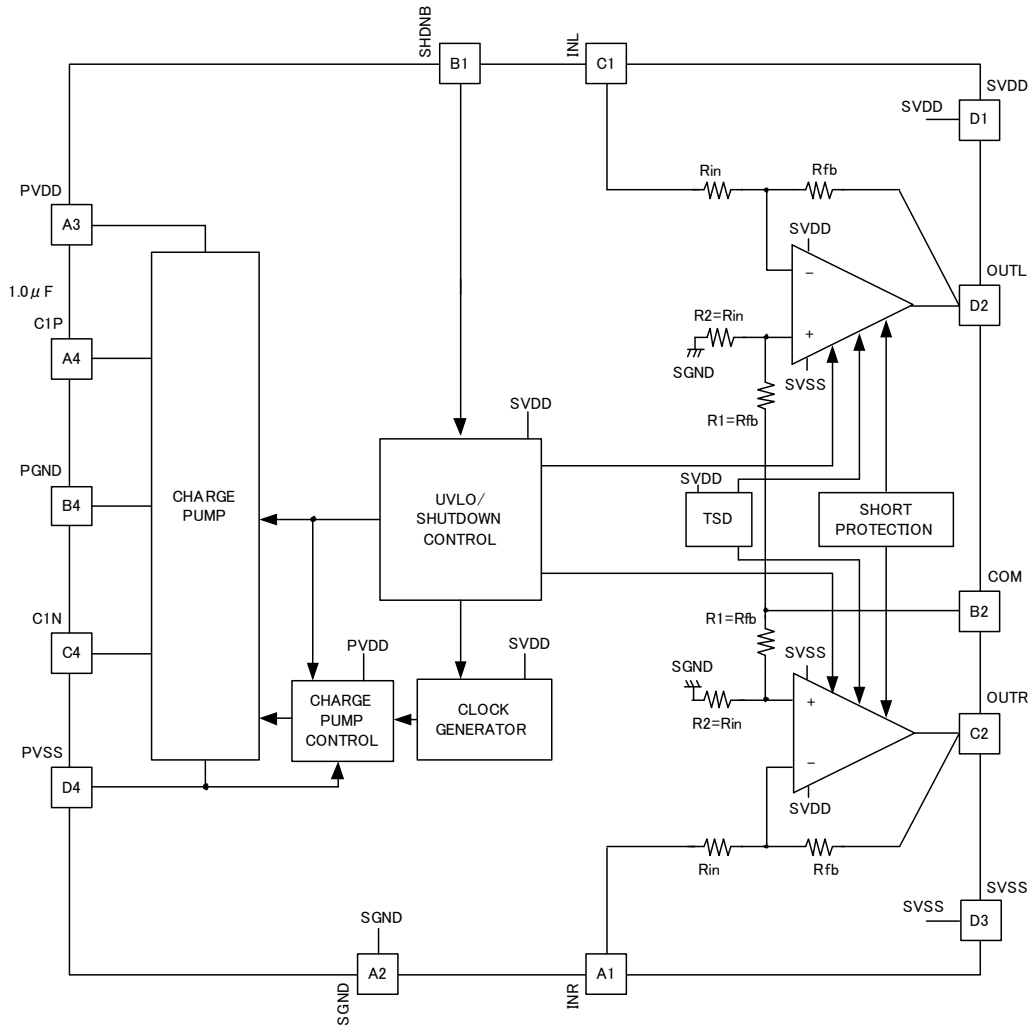 SHDNB
B1
INL
C1
SVDD
SVDD
D1
PVDD
A3
Rin
Rfb
SVDD
−
1.0μF
OUTL
D2
C1P
A4
R2=Rin
+
SGND
SVSS
R1=Rfb
SVDD
PGND
B4
CHARGE
PUMP
UVLO/
SHUTDOWN
CONTROL
SVDD
TSD
SHORT
PROTECTION
COM
B2
C1N
C4
R1=Rfb
PVDD
SVDD
SGND
SVSS
CHARGE
PUMP
CONTROL
CLOCK
GENERATOR
R2=Rin
+
OUTR
C2
PVSS
D4
−
SVDD
Rin
Rfb
SVSS
SVSS
D3
SGND
A2
SGND
A1
INR